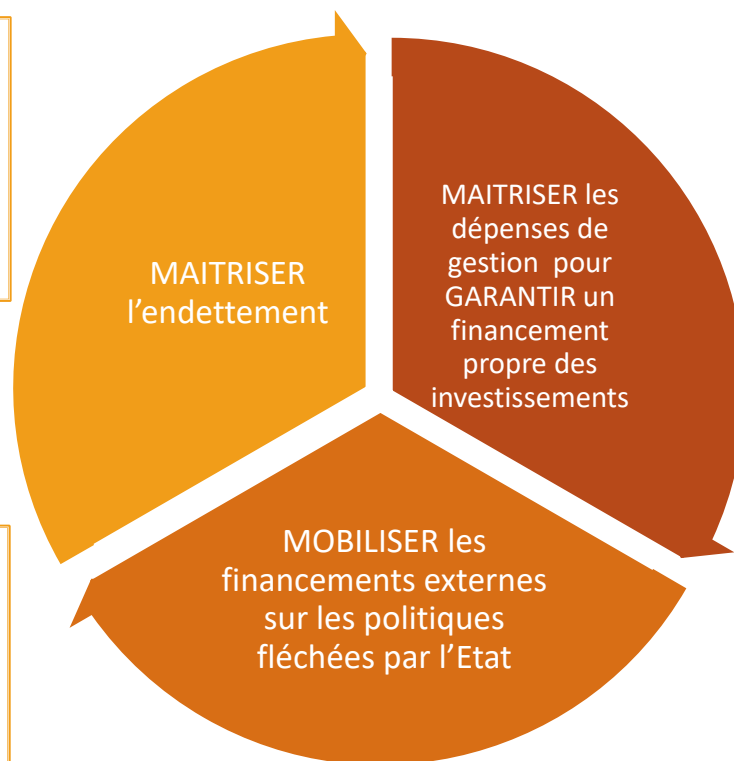 MAITRISER
l’endettement
MAITRISER les
dépenses de
gestion  pour
GARANTIR un
financement
propre des
investissements
MOBILISER les
financements externes
sur les politiques
fléchées par l’Etat